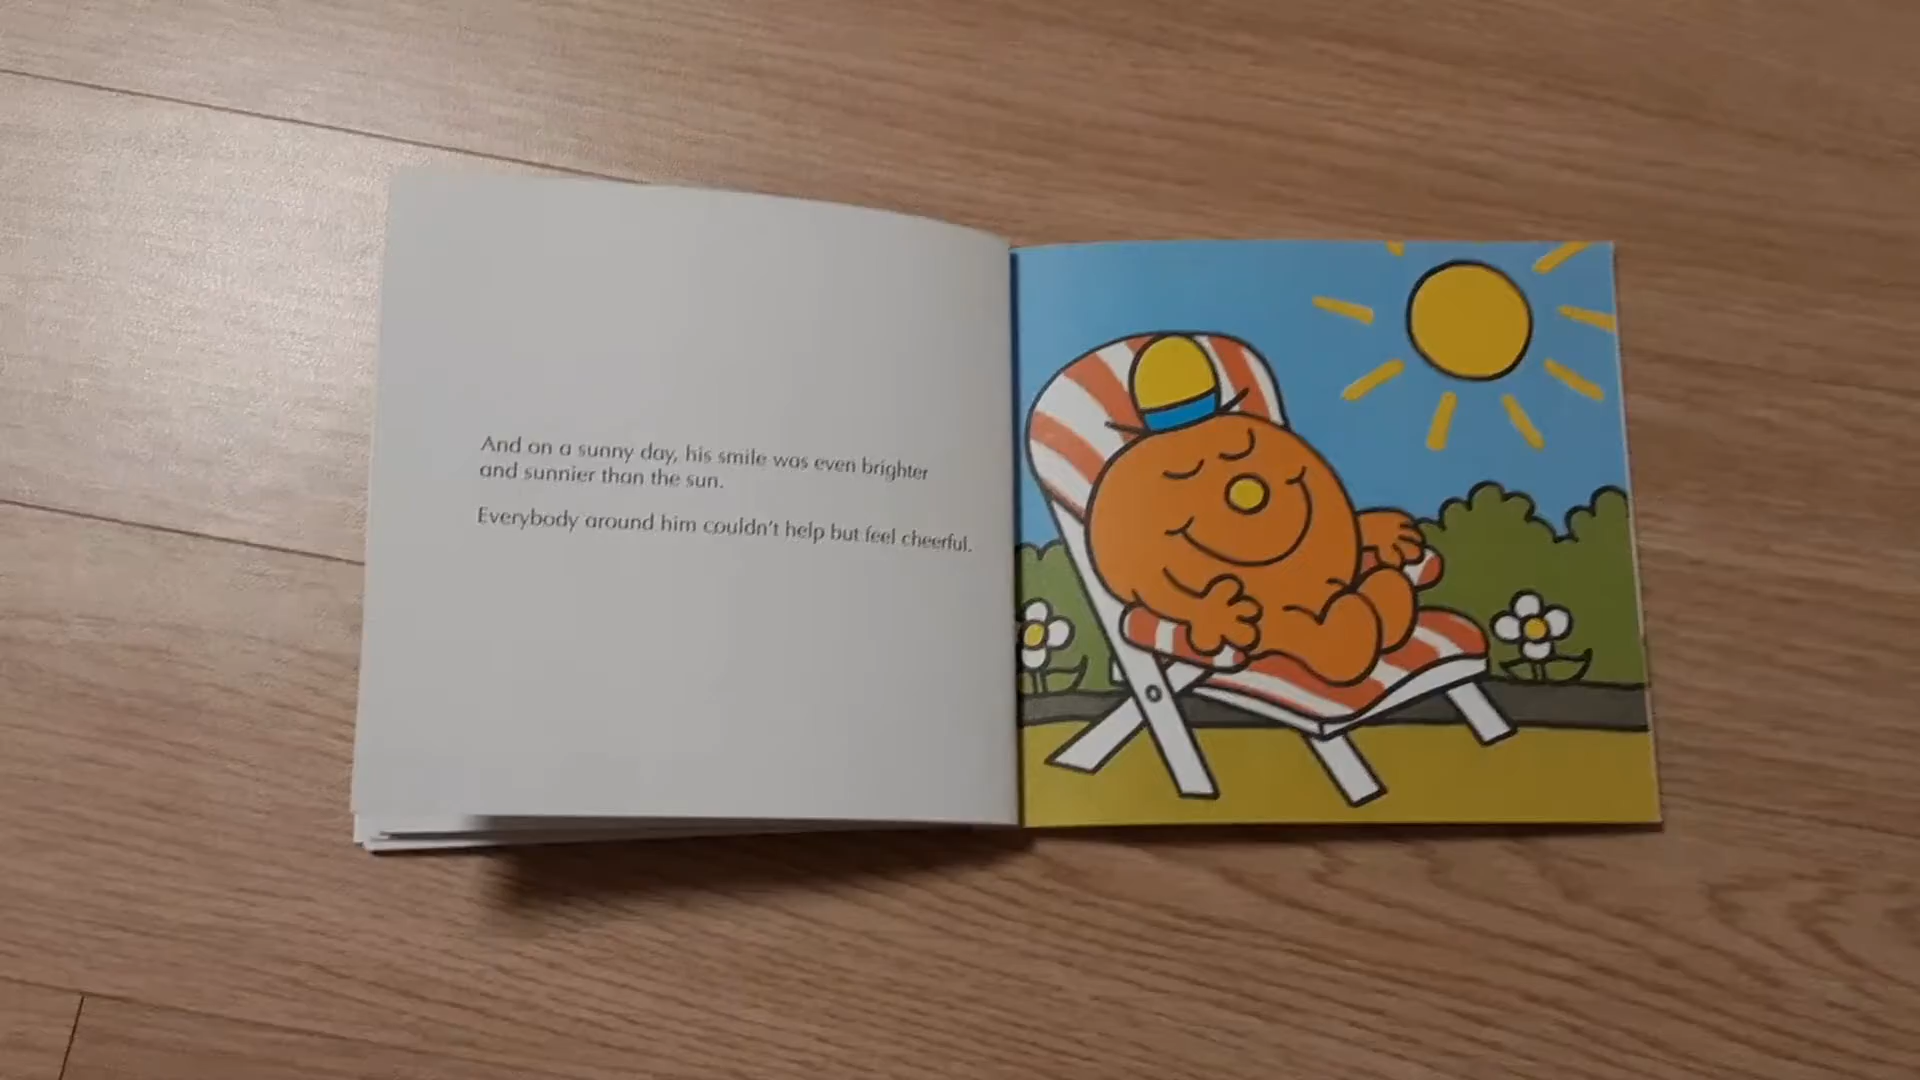 And on a sunny day, his smile was even brighter
and sunnier than the sun.
Everybody around him couldn't help but feel cheerful.